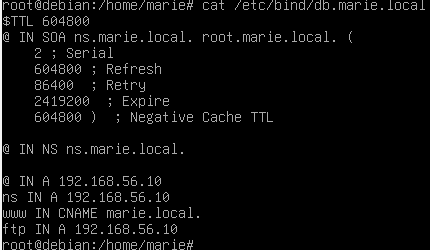 root@debian:/home/marie# cat /etc/bind/db.marie.local
$TTL 604800
@ IN SOA ns.marie.local. root.marie.local. (
    2 ; Serial
    604800 ; Refresh
    86400  ; Retry
    2419200  ; Expire
    604800 )  ; Negative Cache TTL

@ IN NS ns.marie.local.

@ IN A 192.168.56.10
ns IN A 192.168.56.10
www IN CNAME marie.local.
ftp IN A 192.168.56.10
root@debian:/home/marie#